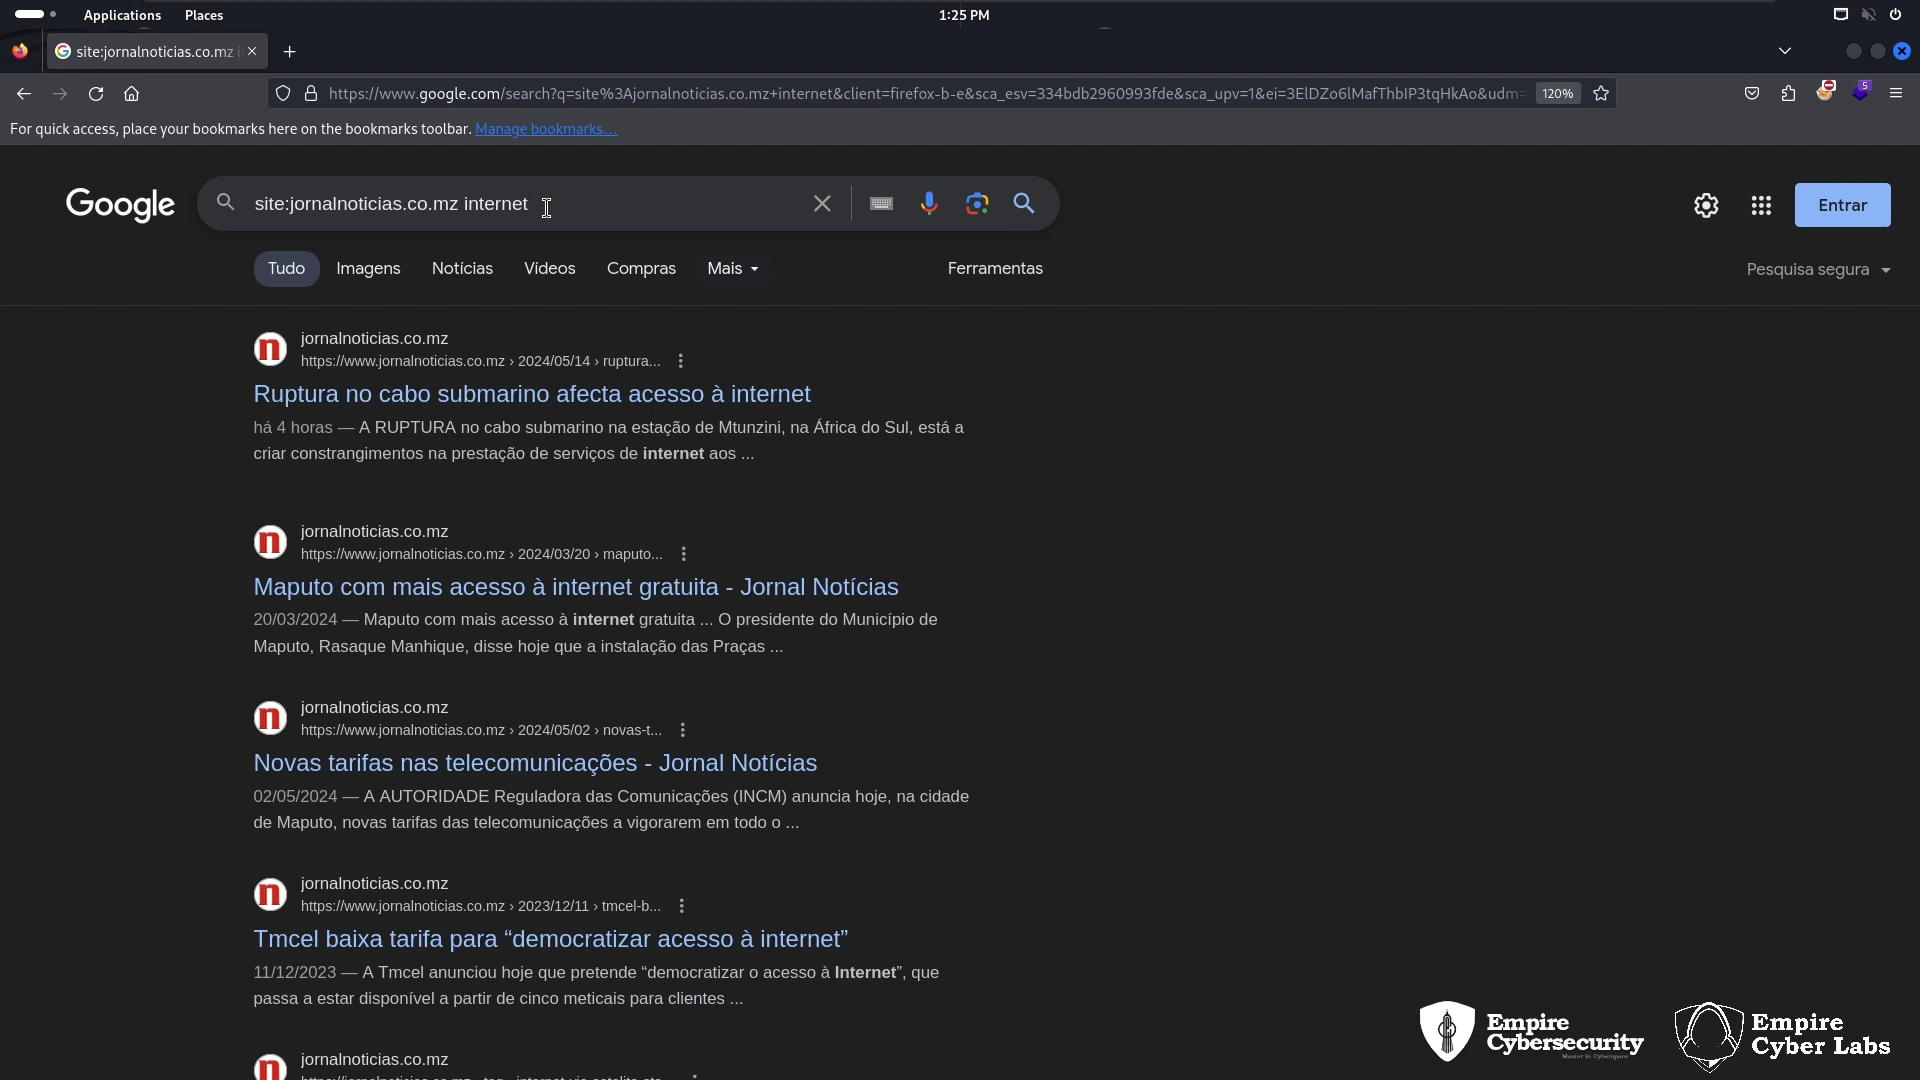 Applications Places 1:25 PM
site:jornalnoticias.co.mz i
https://www.google.com/search?q=site%3Ajornalnoticias.co.mz+internet&client=firefox-b-e&sca_esv=334bdb2960993fde&sca_upv=1&ei=3ElDZo6lMafThbIP3tqHkAo&udm= 120% 5
For quick access, place your bookmarks here on the bookmarks toolbar. Manage bookmarks…
Google site:jornalnoticias.co.mz internet Entrar
Tudo Imagens Notícias Vídeos Compras Mais Ferramentas Pesquisa segura
jornalnoticias.co.mz
https://www.jornalnoticias.co.mz › 2024/05/14 › ruptura...
Ruptura no cabo submarino afecta acesso à internet
há 4 horas — A RUPTURA no cabo submarino na estação de Mtunzini, na África do Sul, está a
criar constrangimentos na prestação de serviços de internet aos ...
jornalnoticias.co.mz
https://www.jornalnoticias.co.mz › 2024/03/20 › maputo...
Maputo com mais acesso à internet gratuita - Jornal Notícias
20/03/2024 — Maputo com mais acesso à internet gratuita ... O presidente do Município de
Maputo, Rasaque Manhique, disse hoje que a instalação das Praças ...
jornalnoticias.co.mz
https://www.jornalnoticias.co.mz › 2024/05/02 › novas-t...
Novas tarifas nas telecomunicações - Jornal Notícias
02/05/2024 — A AUTORIDADE Reguladora das Comunicações (INCM) anuncia hoje, na cidade
de Maputo, novas tarifas das telecomunicações a vigorarem em todo o ...
jornalnoticias.co.mz
https://www.jornalnoticias.co.mz › 2023/12/11 › tmcel-b...
Tmcel baixa tarifa para “democratizar acesso à internet”
11/12/2023 — A Tmcel anunciou hoje que pretende “democratizar o acesso à Internet”, que
passa a estar disponível a partir de cinco meticais para clientes ...
jornalnoticias.co.mz
Empire
Cybersecurity
Master in Cyberspace
Empire
Cyber Labs